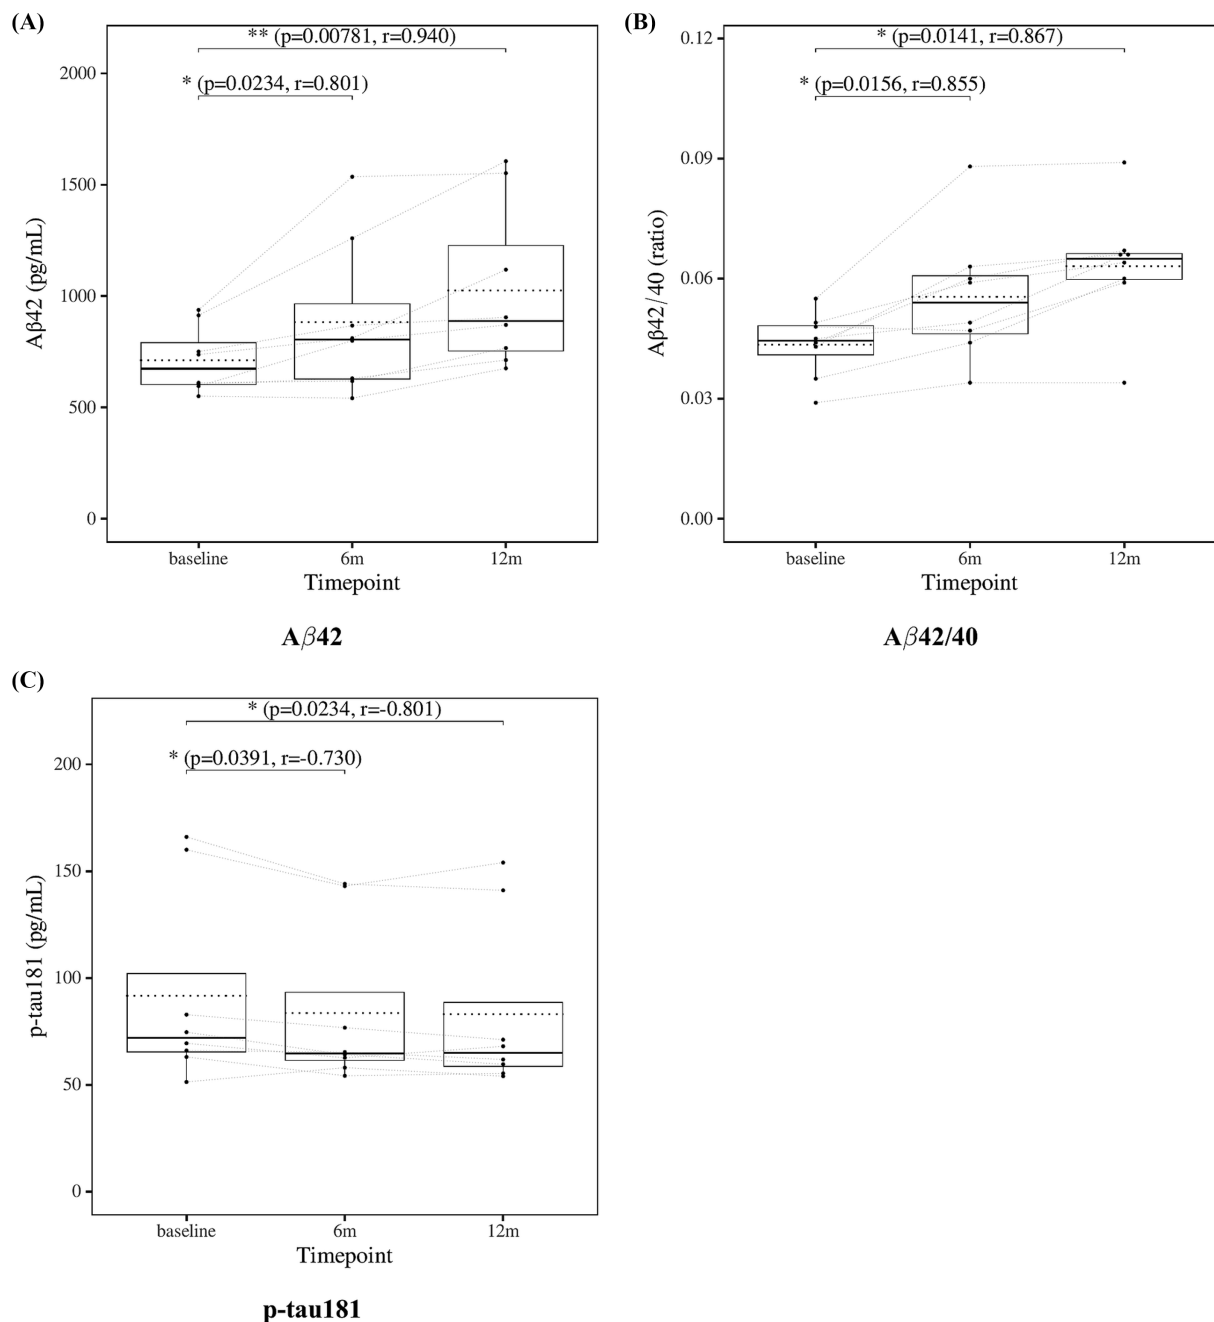 (A)
** (p=0.00781, r=0.940)
* (p=0.0234, r=0.801)
2000
1500
1000
500
0
Aβ42 (pg/mL)
baseline
6m
12m
Timepoint
Aβ42
(B)
* (p=0.0141, r=0.867)
* (p=0.0156, r=0.855)
0.12
0.09
0.06
0.03
0.00
Aβ42/40 (ratio)
baseline
6m
12m
Timepoint
Aβ42/40
(C)
* (p=0.0234, r=-0.801)
* (p=0.0391, r=-0.730)
200
150
100
50
0
p-tau181 (pg/mL)
baseline
6m
12m
Timepoint
p-tau181